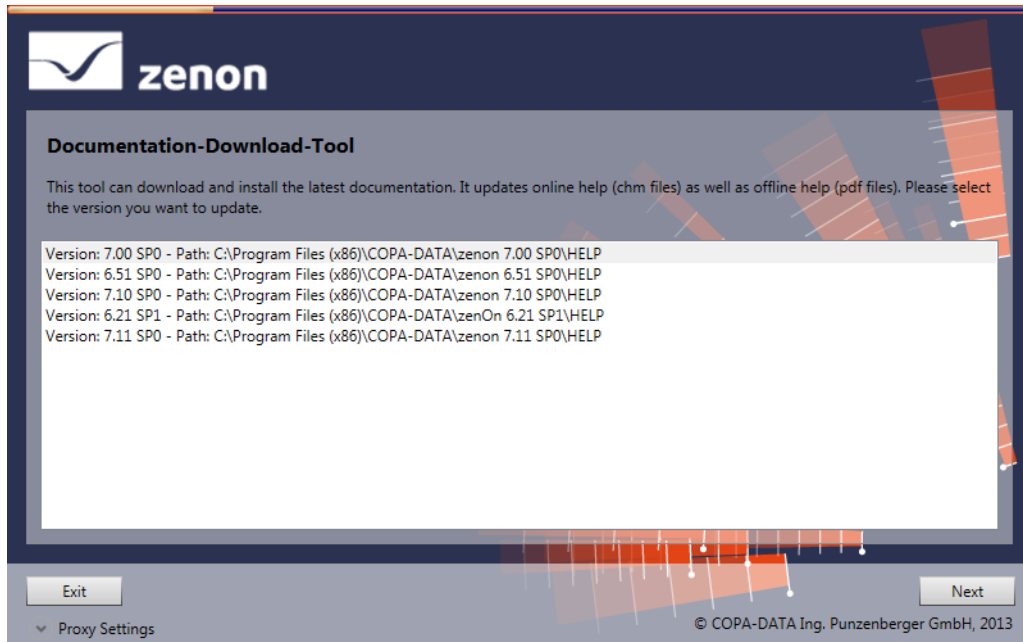 zenon
Documentation-Download-Tool
This tool can download and install the latest documentation. It updates online help (chm files) as well as offline help (pdf files). Please select
the version you want to update.
Version: 7.00 SP0 - Path: C:\Program Files (x86)\COPA-DATA\zenon 7.00 SP0\HELP
Version: 6.51 SP0 - Path: C:\Program Files (x86)\COPA-DATA\zenon 6.51 SP0\HELP
Version: 7.10 SP0 - Path: C:\Program Files (x86)\COPA-DATA\zenon 7.10 SP0\HELP
Version: 6.21 SP1 - Path: C:\Program Files (x86)\COPA-DATA\zenOn 6.21 SP1\HELP
Version: 7.11 SP0 - Path: C:\Program Files (x86)\COPA-DATA\zenon 7.11 SP0\HELP
Exit
Next
Proxy Settings
© COPA-DATA Ing. Punzenberger GmbH, 2013